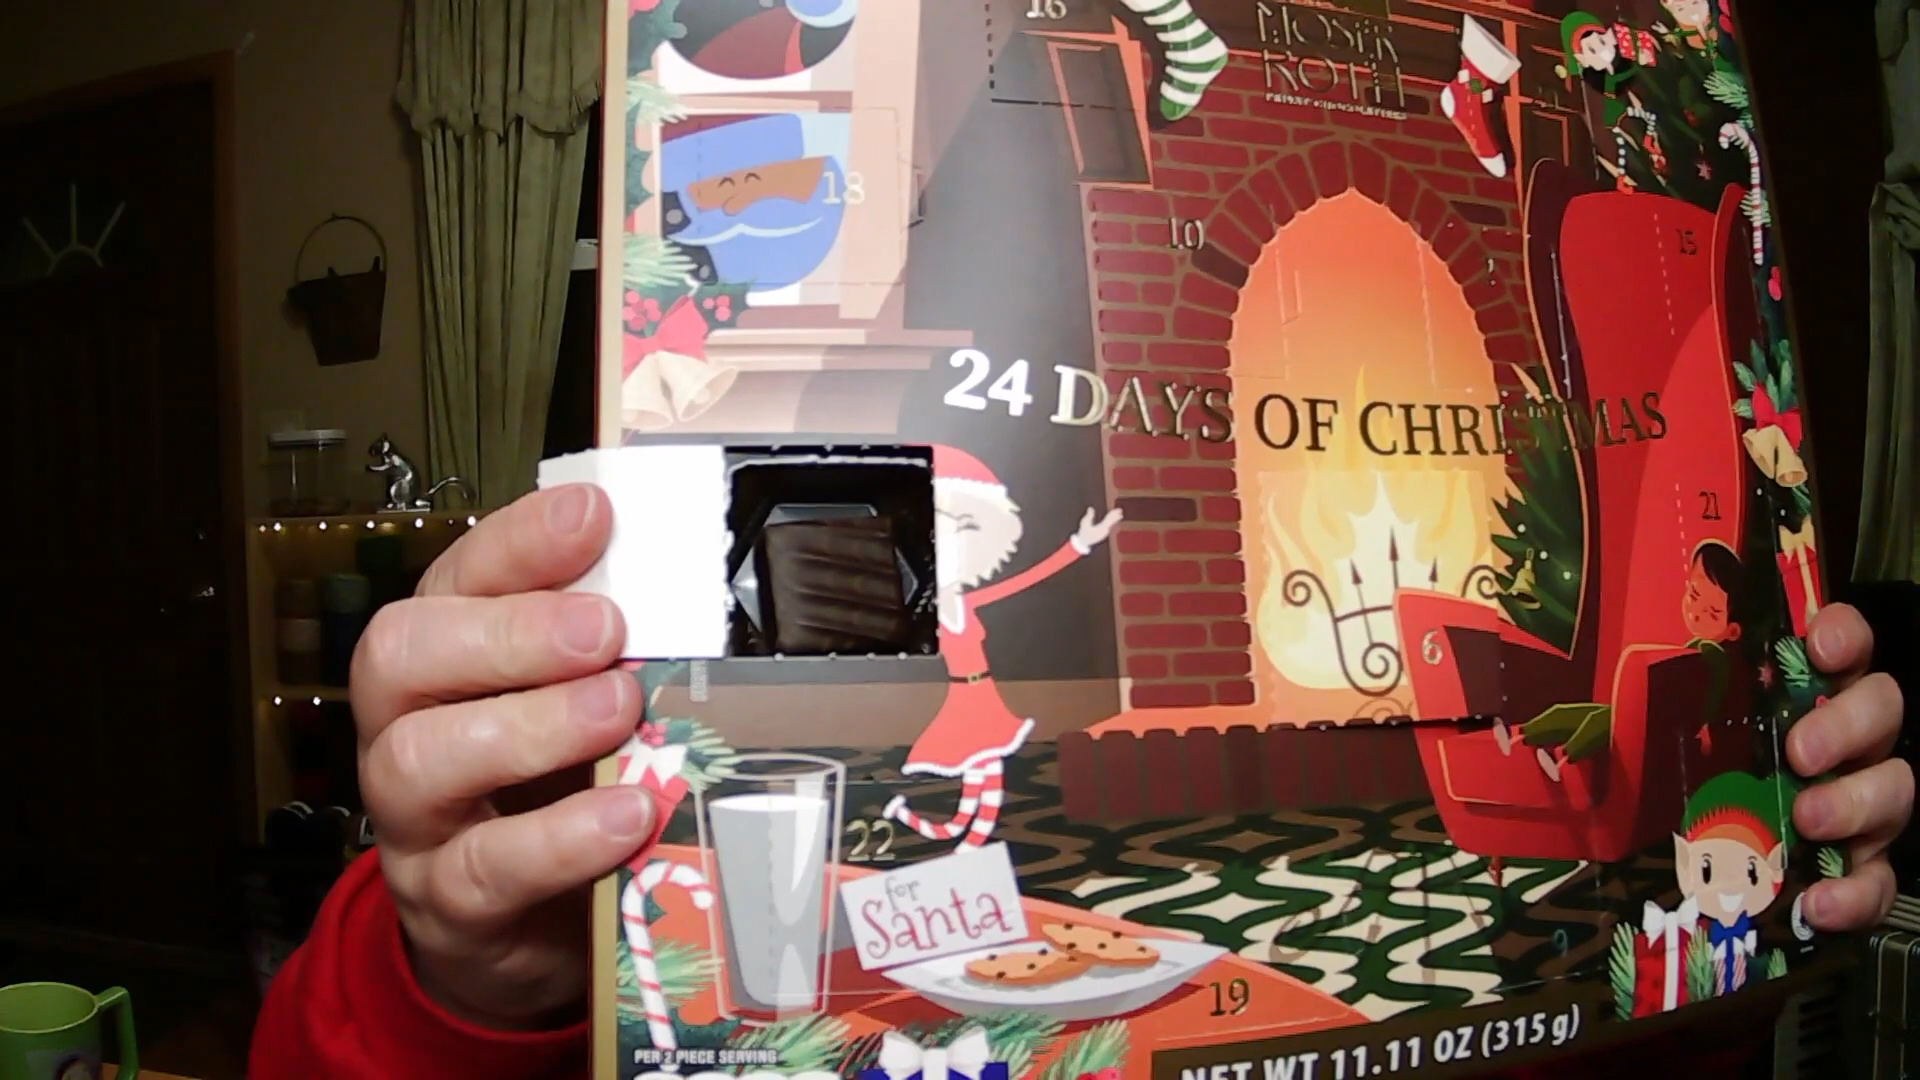 16
MOSER
ROTH
18
10
15
24 DAYS OF CHRISTMAS
21
6
22
for
Santa
9
19
NET WT 11.11 OZ (315 g)
PER 2 PIECE SERVING